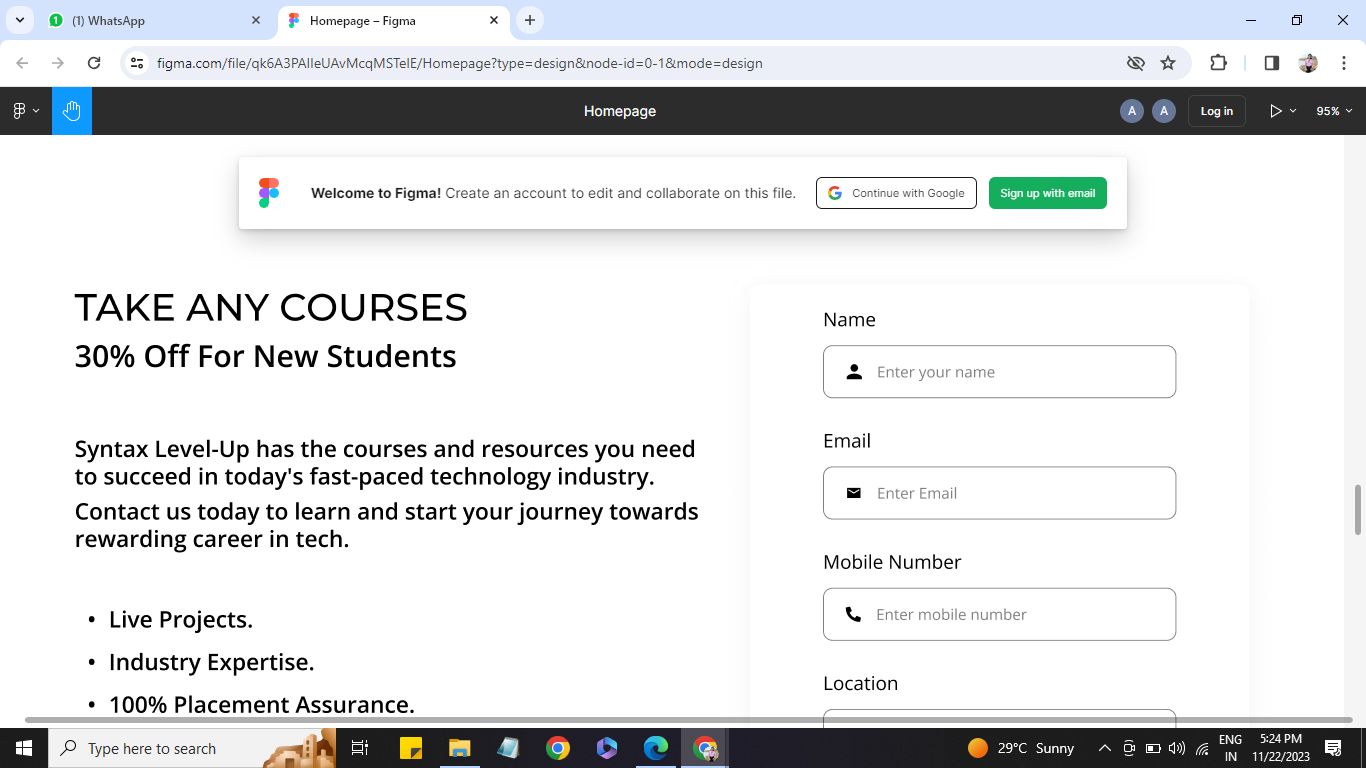 (1) WhatsApp
Homepage – Figma
figma.com/file/qk6A3PAlleUAvMcqMSTelE/Homepage?type=design&node-id=0-1&mode=design
Homepage
A
A
Log in
95%
Welcome to Figma! Create an account to edit and collaborate on this file.
Continue with Google
Sign up with email
TAKE ANY COURSES
30% Off For New Students
Syntax Level-Up has the courses and resources you need
to succeed in today's fast-paced technology industry.
Contact us today to learn and start your journey towards
rewarding career in tech.
• Live Projects.
• Industry Expertise.
• 100% Placement Assurance.
Name
Enter your name
Email
Enter Email
Mobile Number
Enter mobile number
Location
Type here to search
29°C Sunny
ENG
IN
5:24 PM
11/22/2023